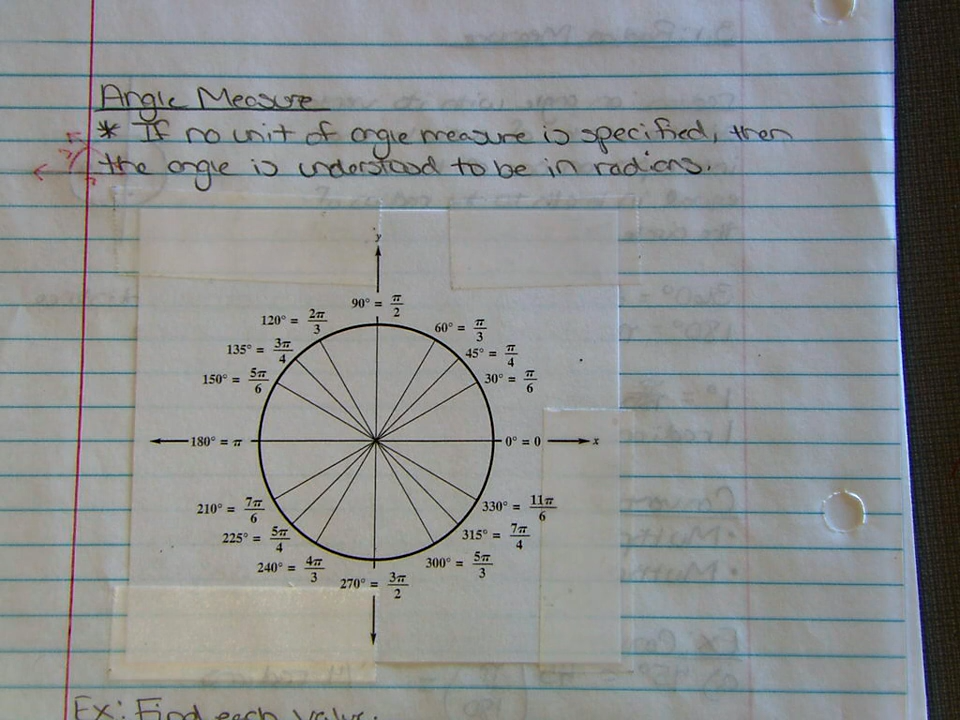 Angle Measure
* If no unit of angle measure is specified, then
the angle is understood to be in radians.
y
90° = π/2
120° = 2π/3
60° = π/3
135° = 3π/4
45° = π/4
150° = 5π/6
30° = π/6
180° = π
0° = 0
x
210° = 7π/6
330° = 11π/6
225° = 5π/4
315° = 7π/4
240° = 4π/3
300° = 5π/3
270° = 3π/2
Ex: Find each value.